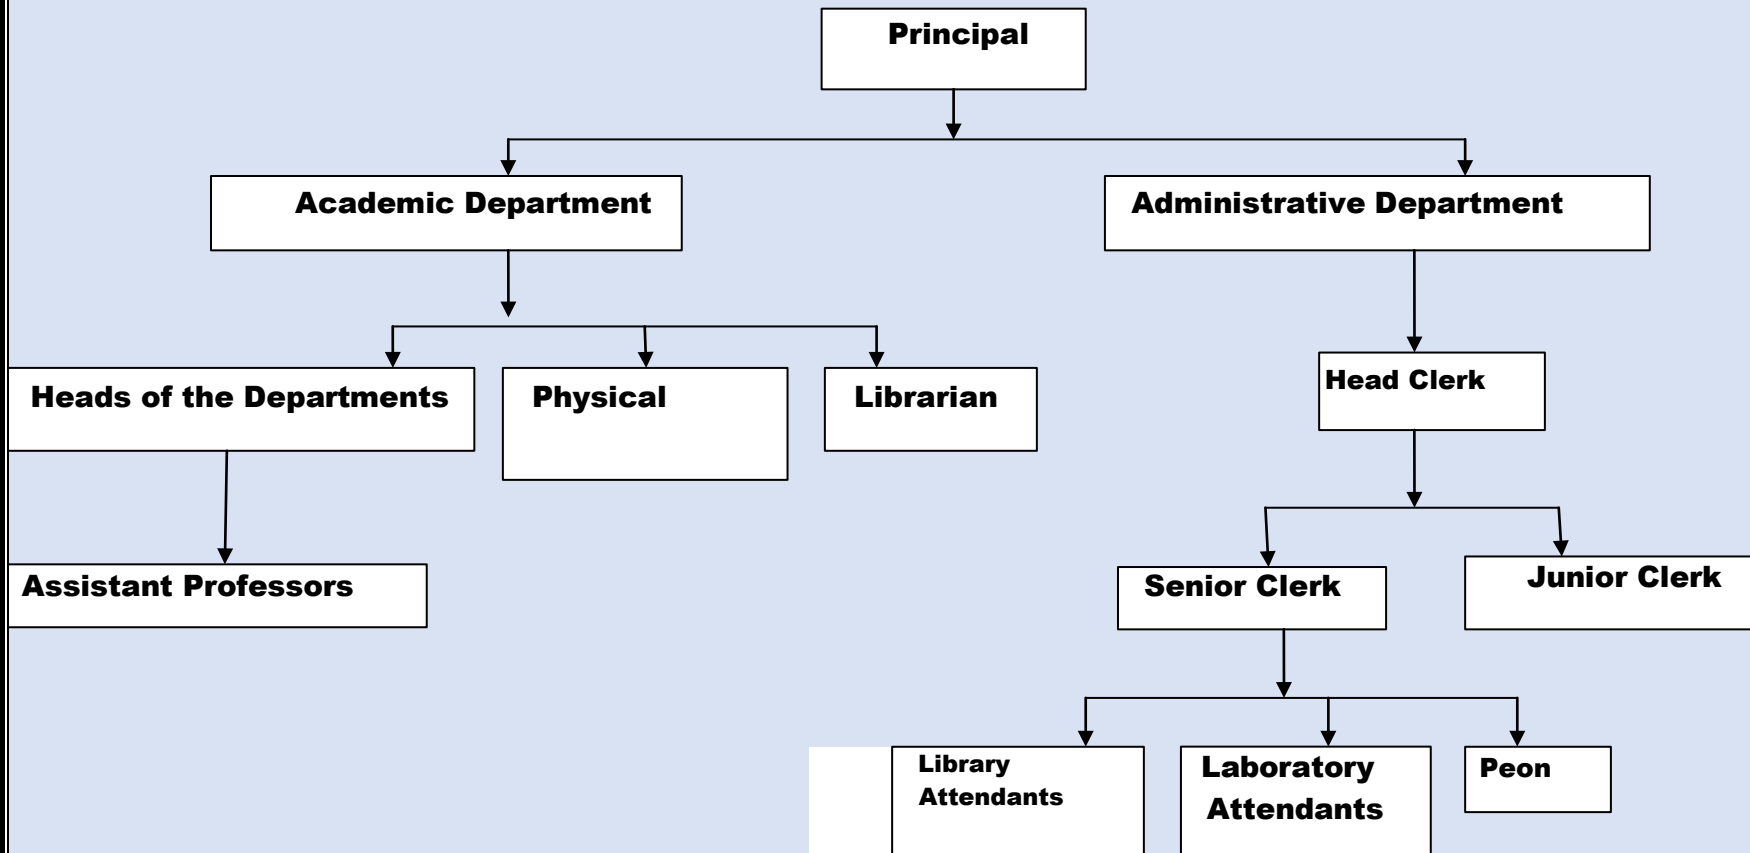 Principal
Academic Department
Administrative Department
Heads of the Departments
Physical
Librarian
Head Clerk
Assistant Professors
Senior Clerk
Junior Clerk
Library
Attendants
Laboratory
Attendants
Peon